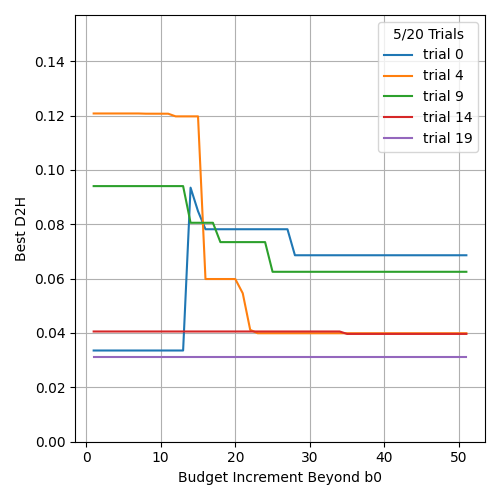 5/20 Trials
trial 0
trial 4
trial 9
trial 14
trial 19
0.14
0.12
0.10
0.08
0.06
0.04
0.02
0.00
Best D2H
0 10 20 30 40 50
Budget Increment Beyond b0